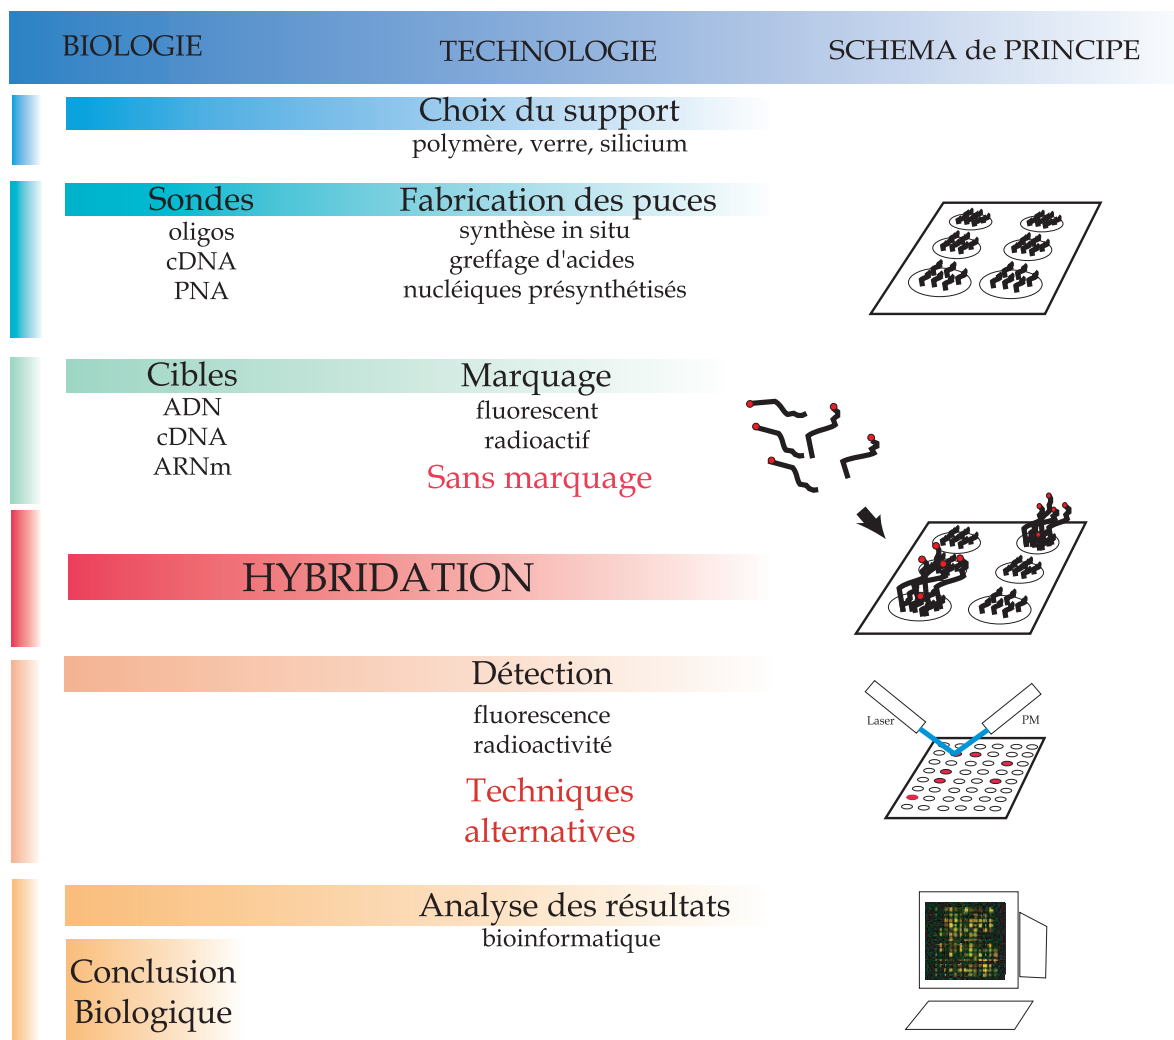 BIOLOGIE
TECHNOLOGIE
SCHEMA de PRINCIPE
Choix du support
polymère, verre, silicium
Sondes
oligos
cDNA
PNA
Fabrication des puces
synthèse in situ
greffage d'acides
nucléiques présynthétisés
Cibles
ADN
cDNA
ARNm
Marquage
fluorescent
radioactif
Sans marquage
HYBRIDATION
Détection
fluorescence
radioactivité
Techniques
alternatives
Laser
PM
Analyse des résultats
bioinformatique
Conclusion
Biologique